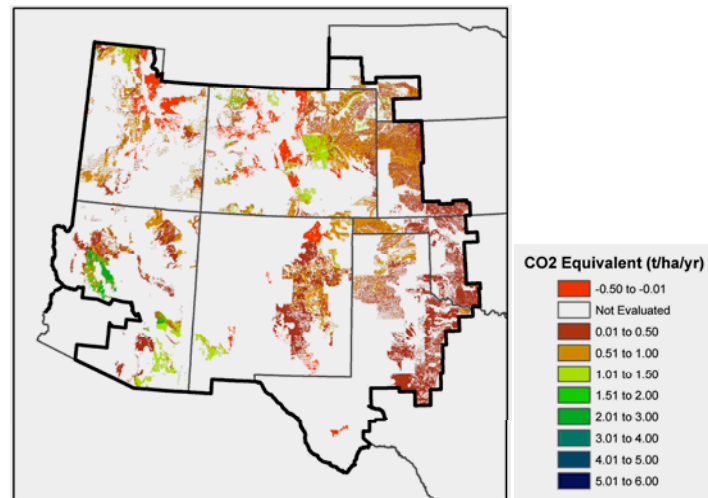 CO2 Equivalent (t/ha/yr)
-0.50 to -0.01
Not Evaluated
0.01 to 0.50
0.51 to 1.00
1.01 to 1.50
1.51 to 2.00
2.01 to 3.00
3.01 to 4.00
4.01 to 5.00
5.01 to 6.00